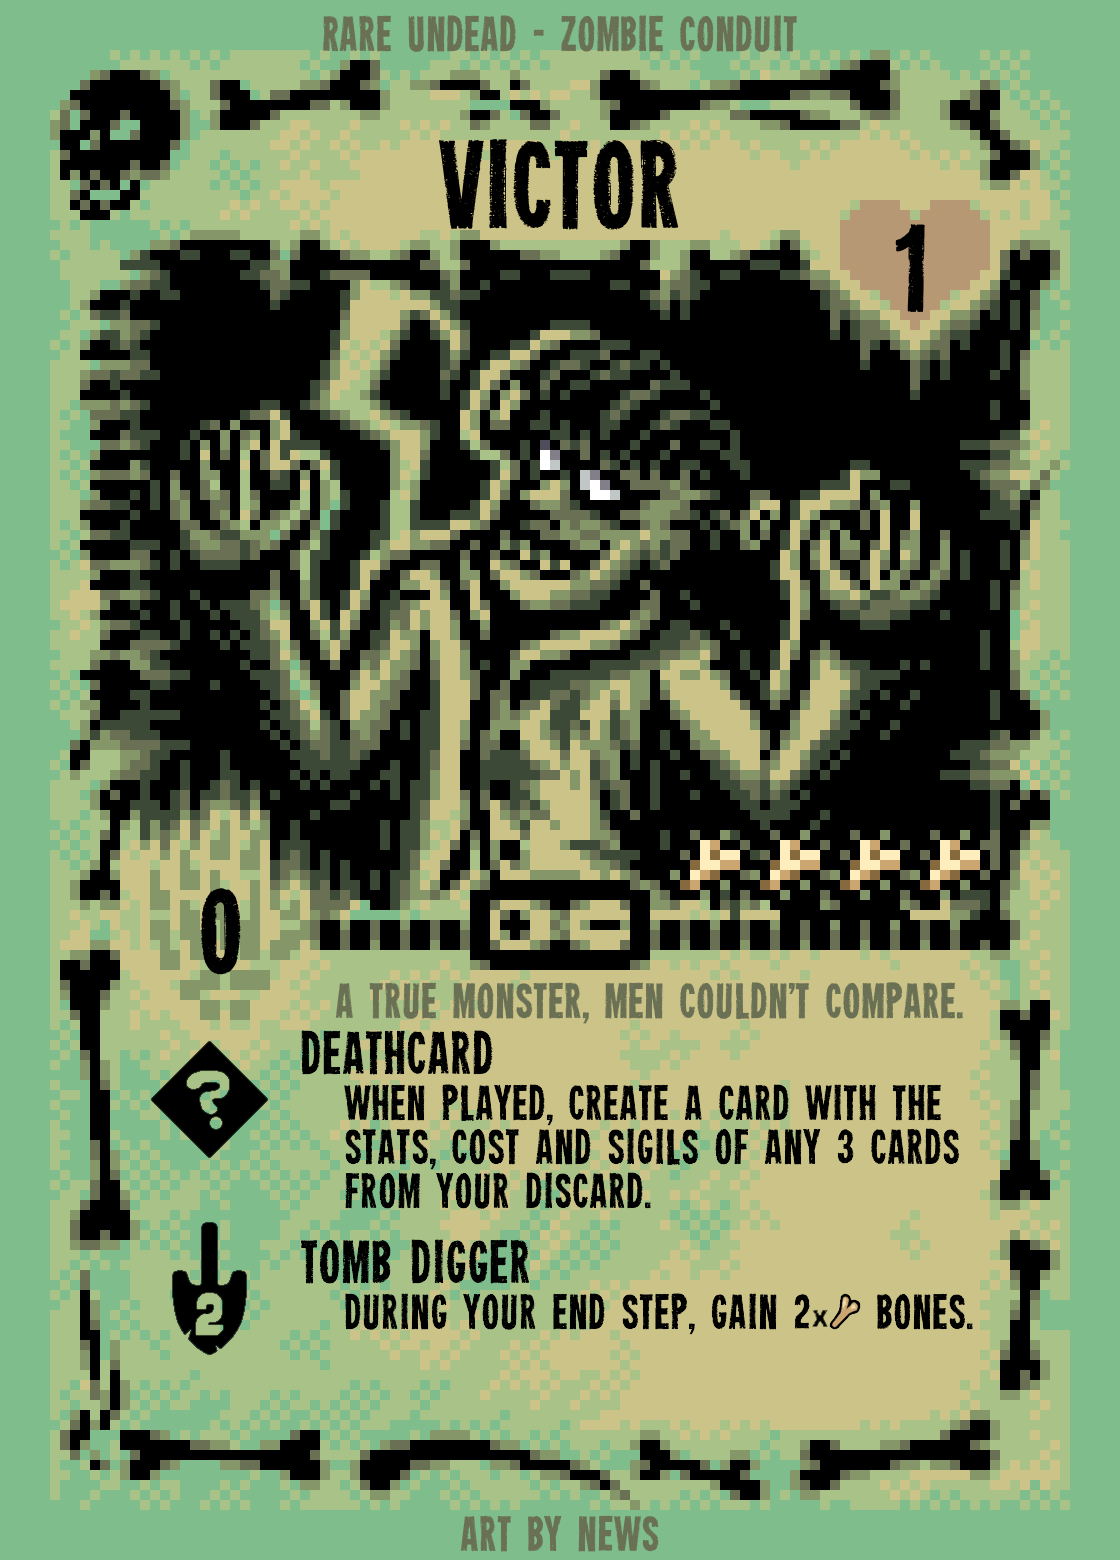 RARE UNDEAD - ZOMBIE CONDUIT
VICTOR
1
0
+ -
A TRUE MONSTER, MEN COULDN'T COMPARE.
DEATHCARD
?
WHEN PLAYED, CREATE A CARD WITH THE
STATS, COST AND SIGILS OF ANY 3 CARDS
FROM YOUR DISCARD.
TOMB DIGGER
2
DURING YOUR END STEP, GAIN 2x BONES.
ART BY NEWS